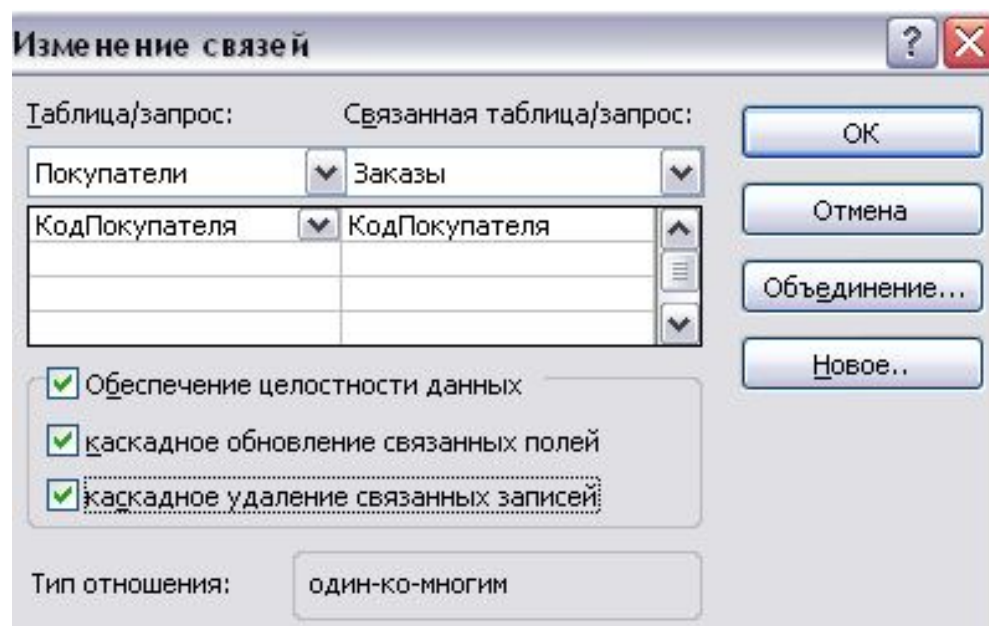 Изменение связей
Таблица/запрос: Связанная таблица/запрос:
Покупатели Заказы
КодПокупателя КодПокупателя
Обеспечение целостности данных
каскадное обновление связанных полей
каскадное удаление связанных записей
Тип отношения: один-ко-многим
?
ОК
Отмена
Объединение...
Новое..